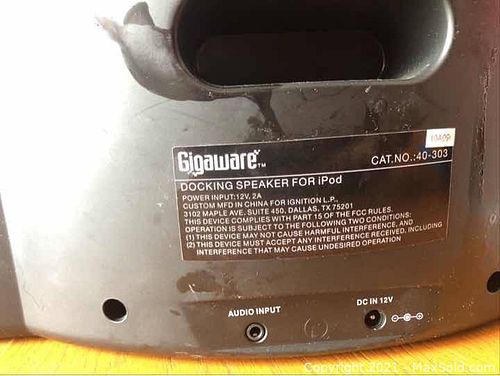 10A09
Gigaware™
CAT.NO.:40-303
DOCKING SPEAKER FOR iPod
POWER INPUT:12V, 2A
CUSTOM MFD IN CHINA FOR IGNITION L.P.,
3102 MAPLE AVE. SUITE 450, DALLAS, TX 75201
THIS DEVICE COMPLIES WITH PART 15 OF THE FCC RULES
OPERATION IS SUBJECT TO THE FOLLOWING TWO CONDITIONS:
(1) THIS DEVICE MAY NOT CAUSE HARMFUL INTERFERENCE, AND
(2) THIS DEVICE MUST ACCEPT ANY INTERFERENCE RECEIVED, INCLUDING
INTERFERENCE THAT MAY CAUSE UNDESIRED OPERATION
AUDIO INPUT
DC IN 12V
Copyright 2021 - MaxSold.com